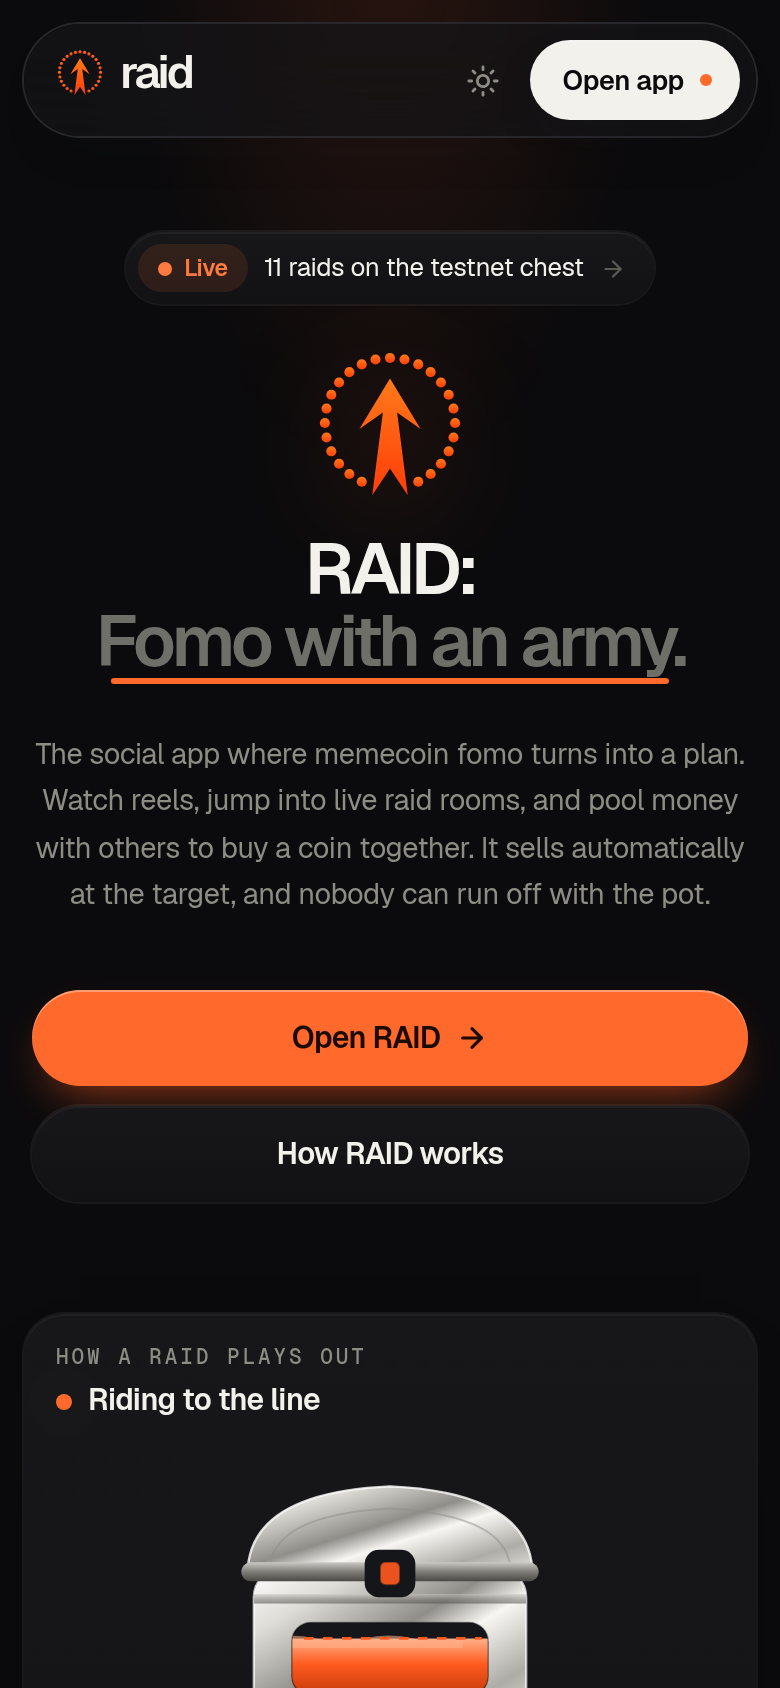 raid
Open app
Live 11 raids on the testnet chest →
RAID:
Fomo with an army.
The social app where memecoin fomo turns into a plan.
Watch reels, jump into live raid rooms, and pool money
with others to buy a coin together. It sells automatically
at the target, and nobody can run off with the pot.
Open RAID →
How RAID works
HOW A RAID PLAYS OUT
Riding to the line